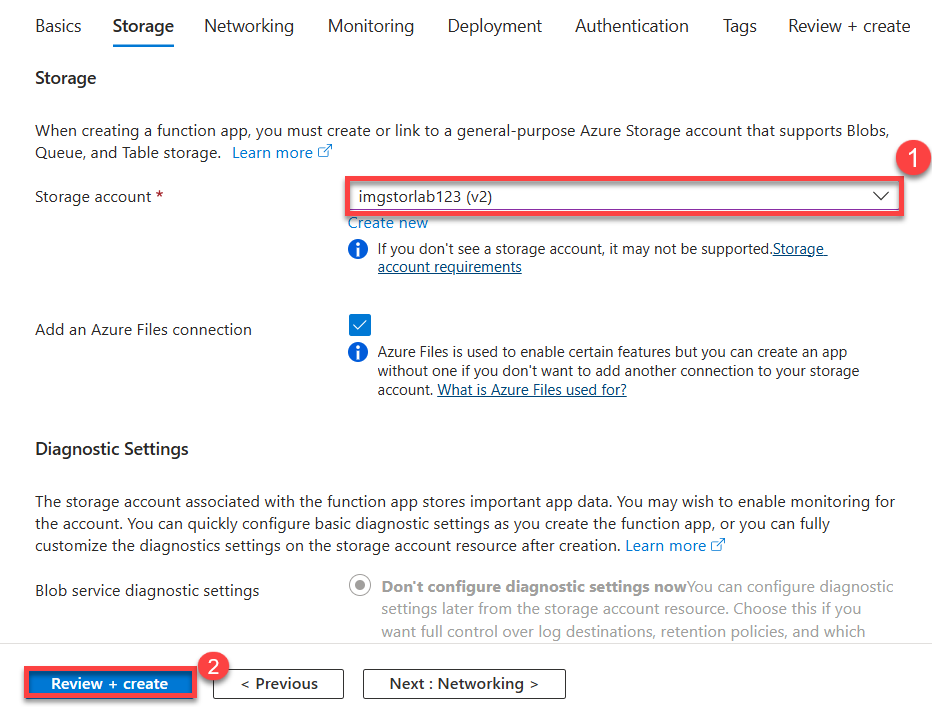 Basics Storage Networking Monitoring Deployment Authentication Tags Review + create
Storage
When creating a function app, you must create or link to a general-purpose Azure Storage account that supports Blobs,
Queue, and Table storage. Learn more
1
Storage account *
imgstorlab123 (v2)
Create new
If you don't see a storage account, it may not be supported.Storage
account requirements
Add an Azure Files connection
Azure Files is used to enable certain features but you can create an app
without one if you don't want to add another connection to your storage
account. What is Azure Files used for?
Diagnostic Settings
The storage account associated with the function app stores important app data. You may wish to enable monitoring for
the account. You can quickly configure basic diagnostic settings as you create the function app, or you can fully
customize the diagnostics settings on the storage account resource after creation. Learn more
Blob service diagnostic settings
Don't configure diagnostic settings nowYou can configure diagnostic
settings later from the storage account resource. Choose this if you
want full control over log destinations, retention policies, and which
2
Review + create < Previous Next : Networking >